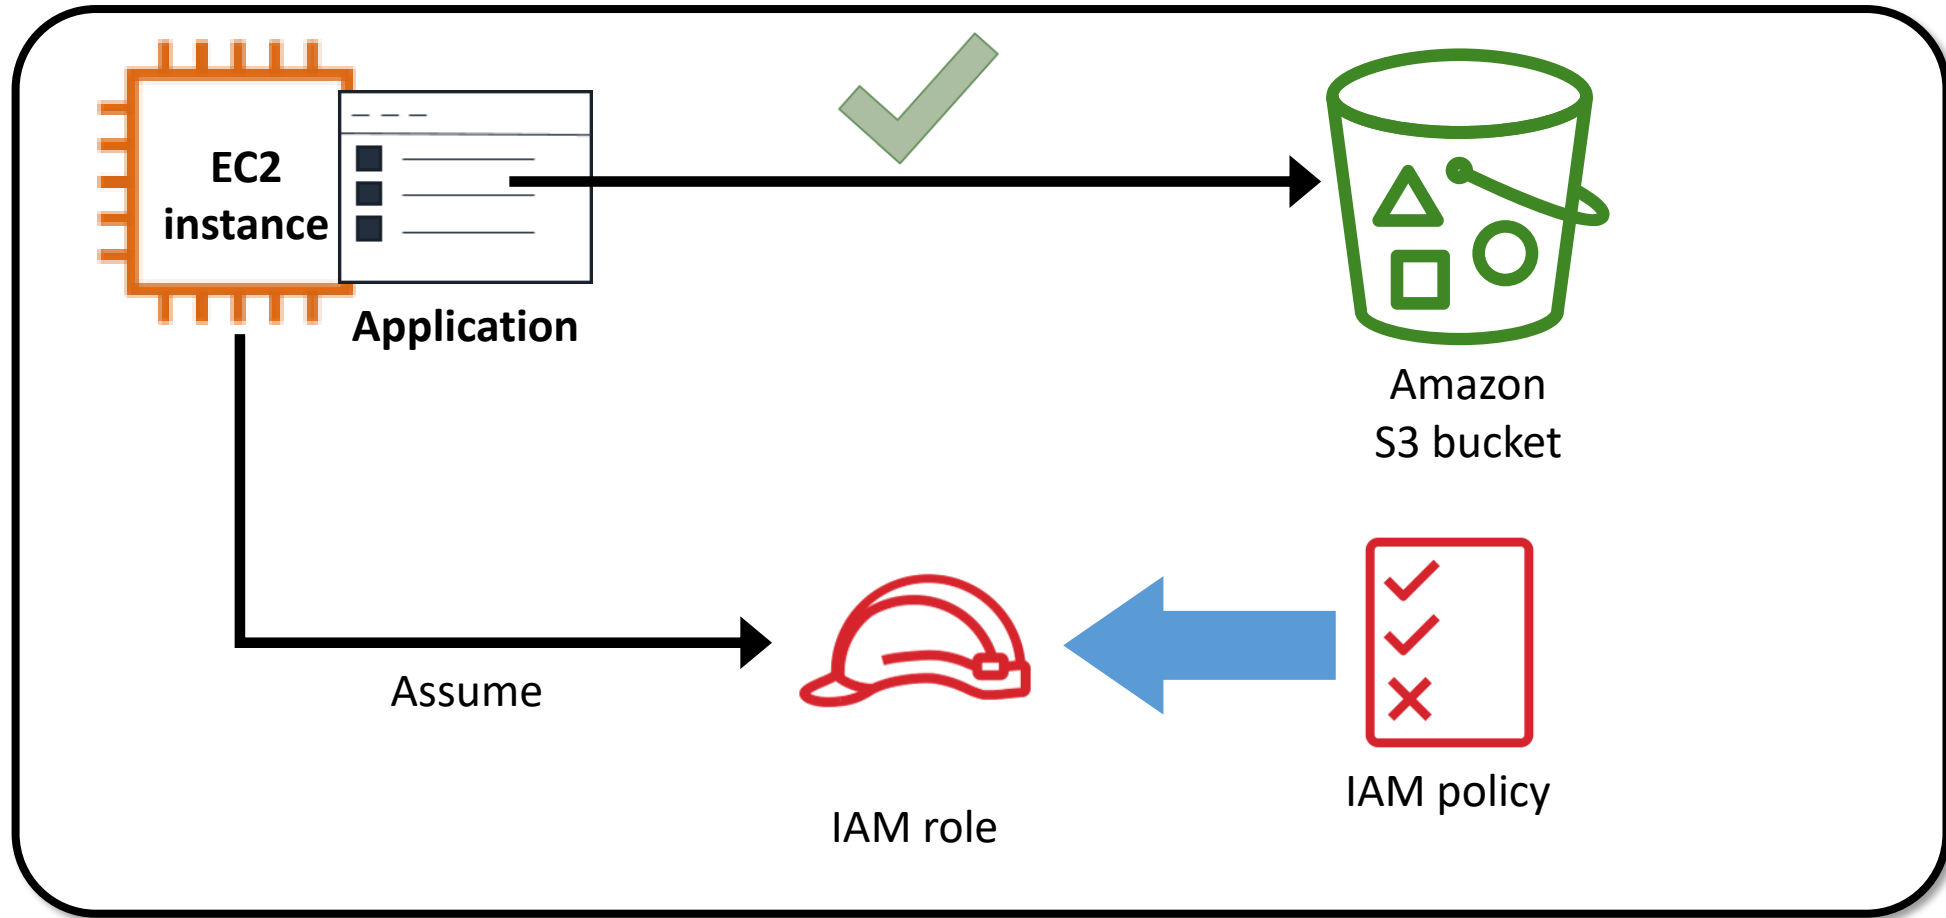 EC2
instance
Application
Amazon
S3 bucket
Assume
IAM role
IAM policy